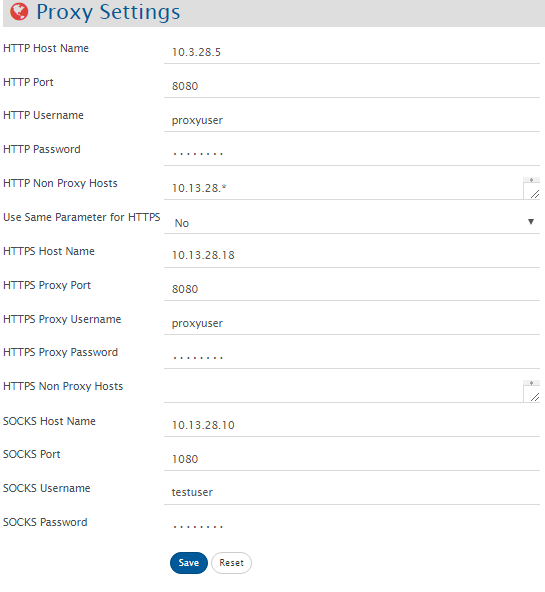 Proxy Settings
HTTP Host Name 10.3.28.5
HTTP Port 8080
HTTP Username proxyuser
HTTP Password ········
HTTP Non Proxy Hosts 10.13.28.*
Use Same Parameter for HTTPS No
HTTPS Host Name 10.13.28.18
HTTPS Proxy Port 8080
HTTPS Proxy Username proxyuser
HTTPS Proxy Password ········
HTTPS Non Proxy Hosts
SOCKS Host Name 10.13.28.10
SOCKS Port 1080
SOCKS Username testuser
SOCKS Password ········
Save Reset